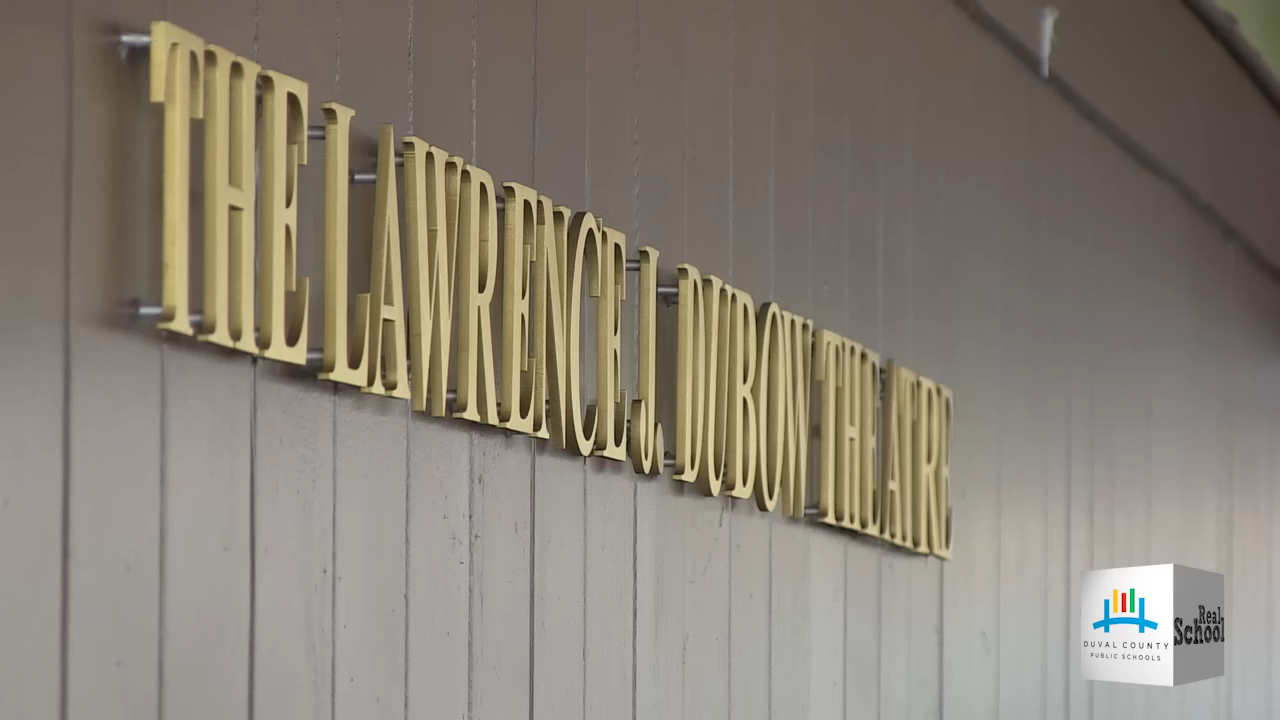 THE LAWRENCE J. DUBOW THEATRE
DUVAL COUNTY
PUBLIC SCHOOLS
Real
School